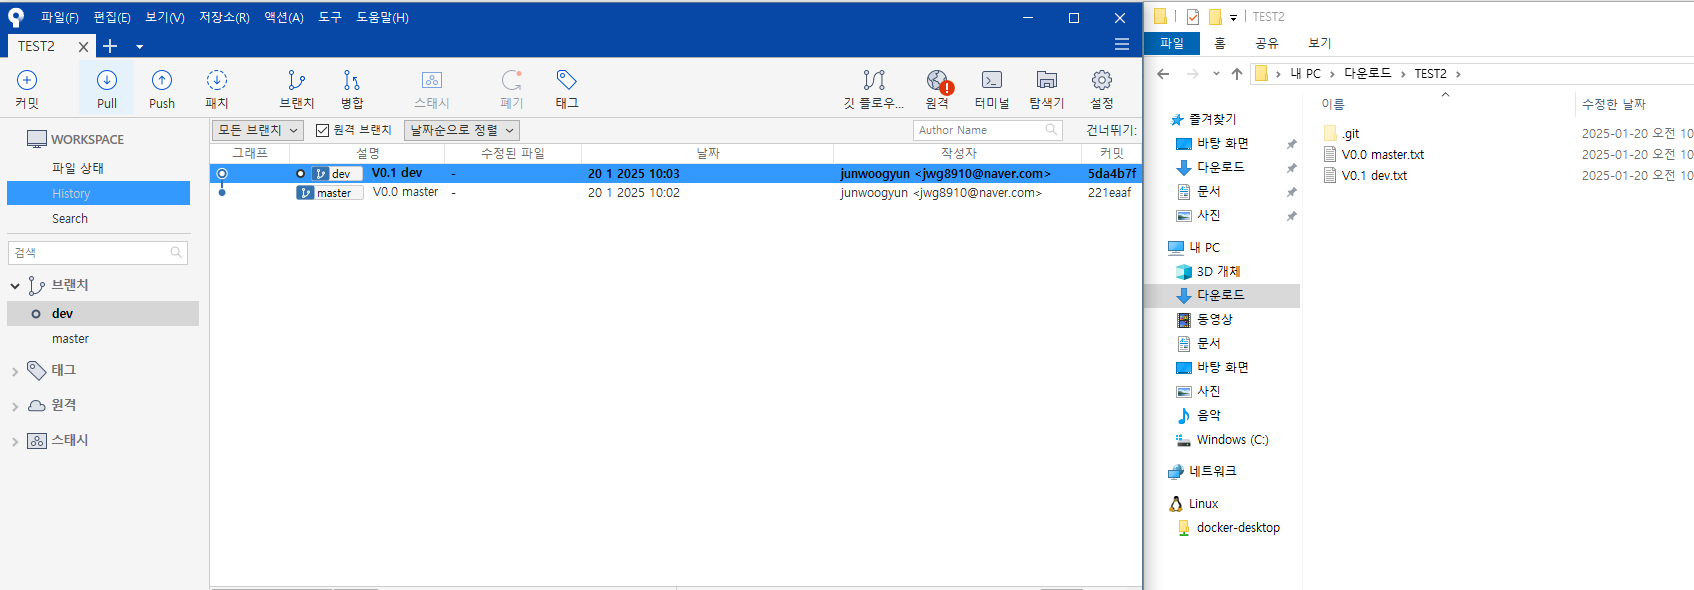 파일(F) 편집(E) 보기(V) 저장소(R) 액션(A) 도구 도움말(H)
TEST2
커밋 Pull Push 패치 브랜치 병합 스태시 폐기 태그 깃 플로우... 원격 터미널 탐색기 설정
WORKSPACE
파일 상태
History
Search
검색
브랜치
dev
master
태그
원격
스태시
모든 브랜치 원격 브랜치 날짜순으로 정렬 Author Name 건너뛰기:
그래프 설명 수정된 파일 날짜 작성자 커밋
dev V0.1 dev - 20 1 2025 10:03 junwoogyun <jwg8910@naver.com> 5da4b7f
master V0.0 master - 20 1 2025 10:02 junwoogyun <jwg8910@naver.com> 221eaaf
TEST2
파일 홈 공유 보기
내 PC 다운로드 TEST2
즐겨찾기
바탕 화면
다운로드
문서
사진
내 PC
3D 개체
다운로드
동영상
문서
바탕 화면
사진
음악
Windows (C:)
네트워크
Linux
docker-desktop
이름 수정한 날짜
.git 2025-01-20 오전 10
V0.0 master.txt 2025-01-20 오전 10
V0.1 dev.txt 2025-01-20 오전 10